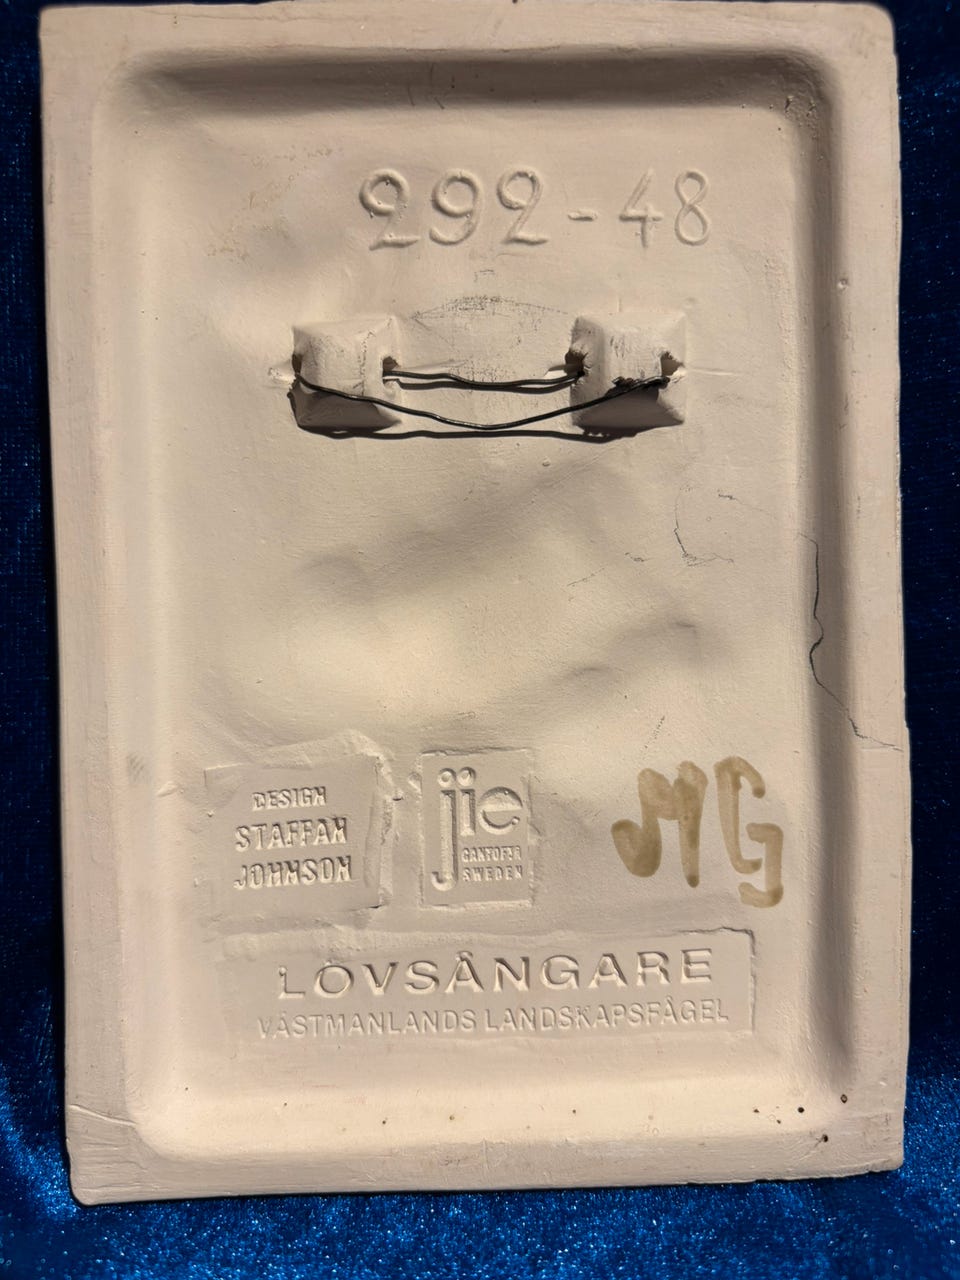 292-48
DESIGN
STAFFAN
JOHNSON
jie
GANTOFTA
SWEDEN
MG
LÖVSÅNGARE
VÄSTMANLANDS LANDSKAPSFÅGEL